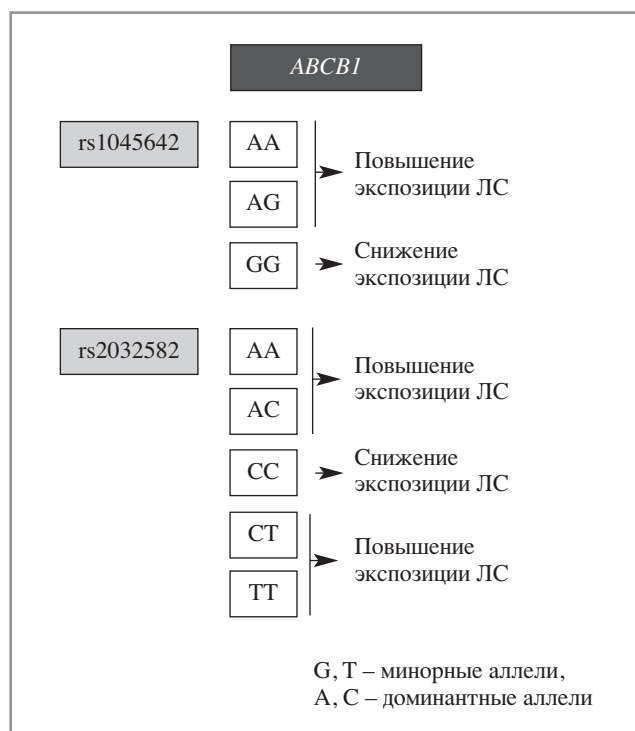 ABCB1
rs1045642
AA
AG
Повышение
экспозиции ЛС
GG
Снижение
экспозиции ЛС
rs2032582
AA
AC
Повышение
экспозиции ЛС
CC
Снижение
экспозиции ЛС
CT
TT
Повышение
экспозиции ЛС
G, T – минорные аллели,
A, C – доминантные аллели